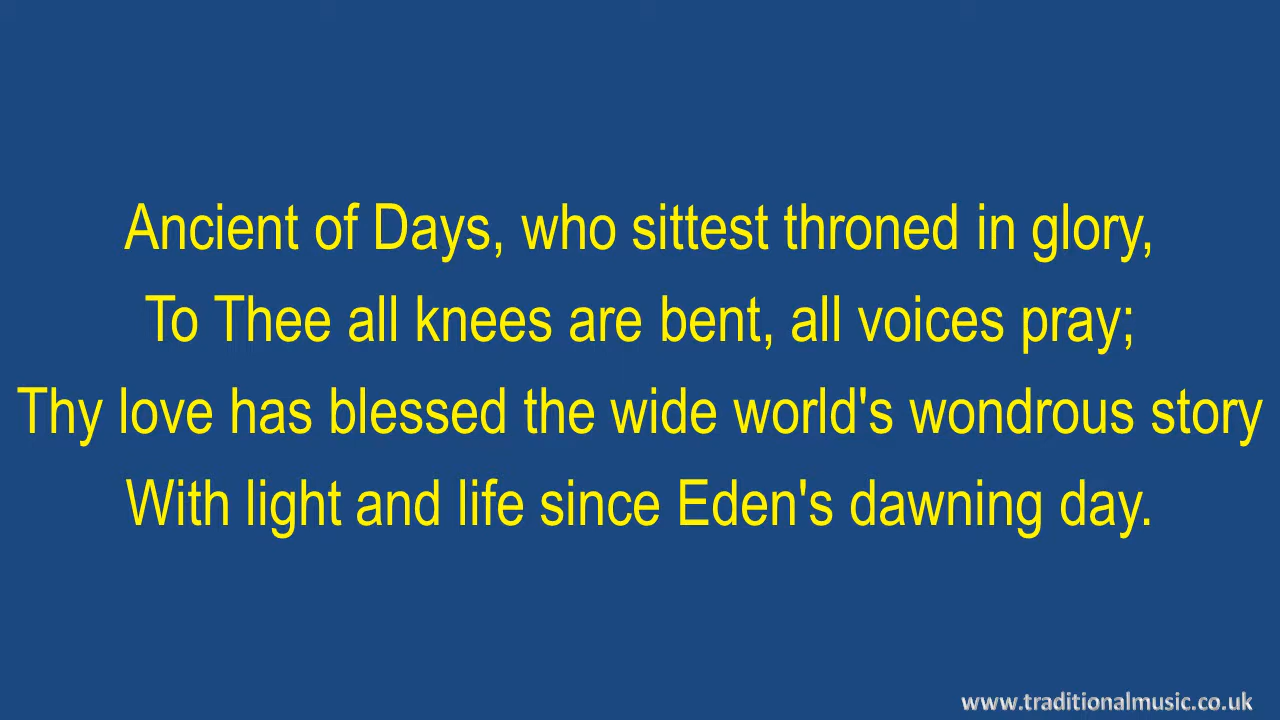 Ancient of Days, who sittest throned in glory,
To Thee all knees are bent, all voices pray;
Thy love has blessed the wide world's wondrous story
With light and life since Eden's dawning day.
www.traditionalmusic.co.uk